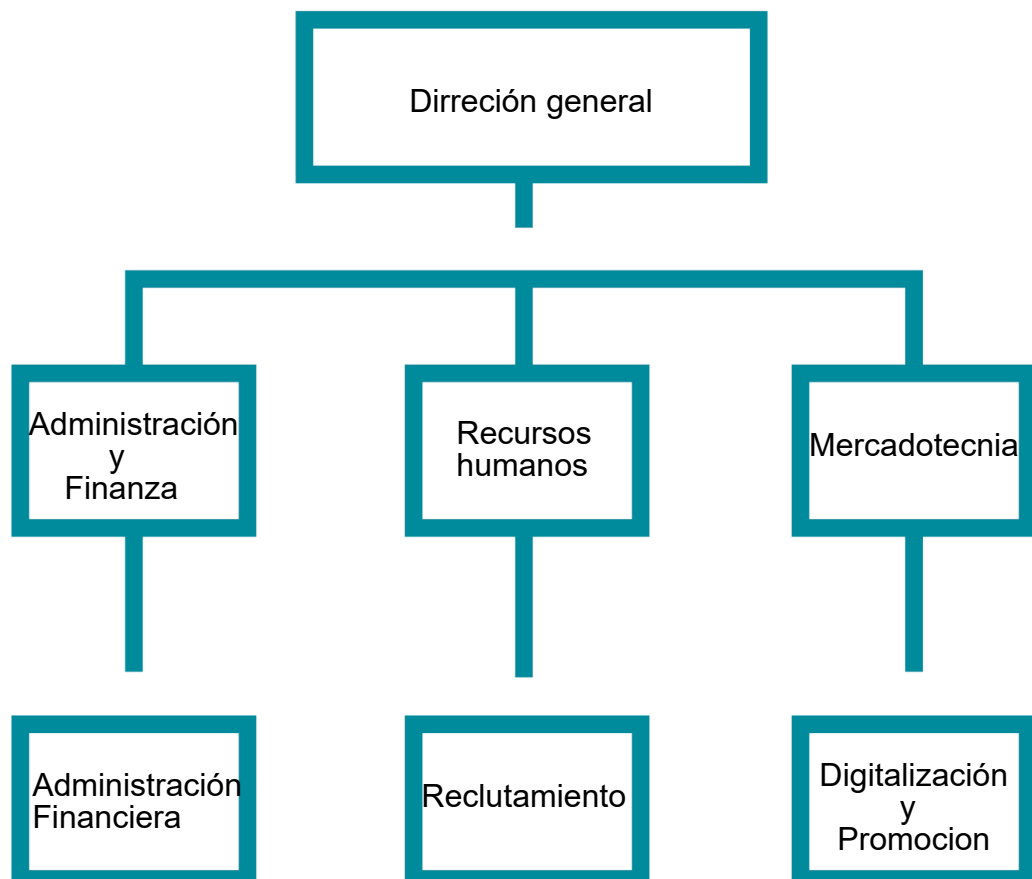 Dirreción general
Administración
y
Finanza
Recursos
humanos
Mercadotecnia
Administración
Financiera
Reclutamiento
Digitalización
y
Promocion